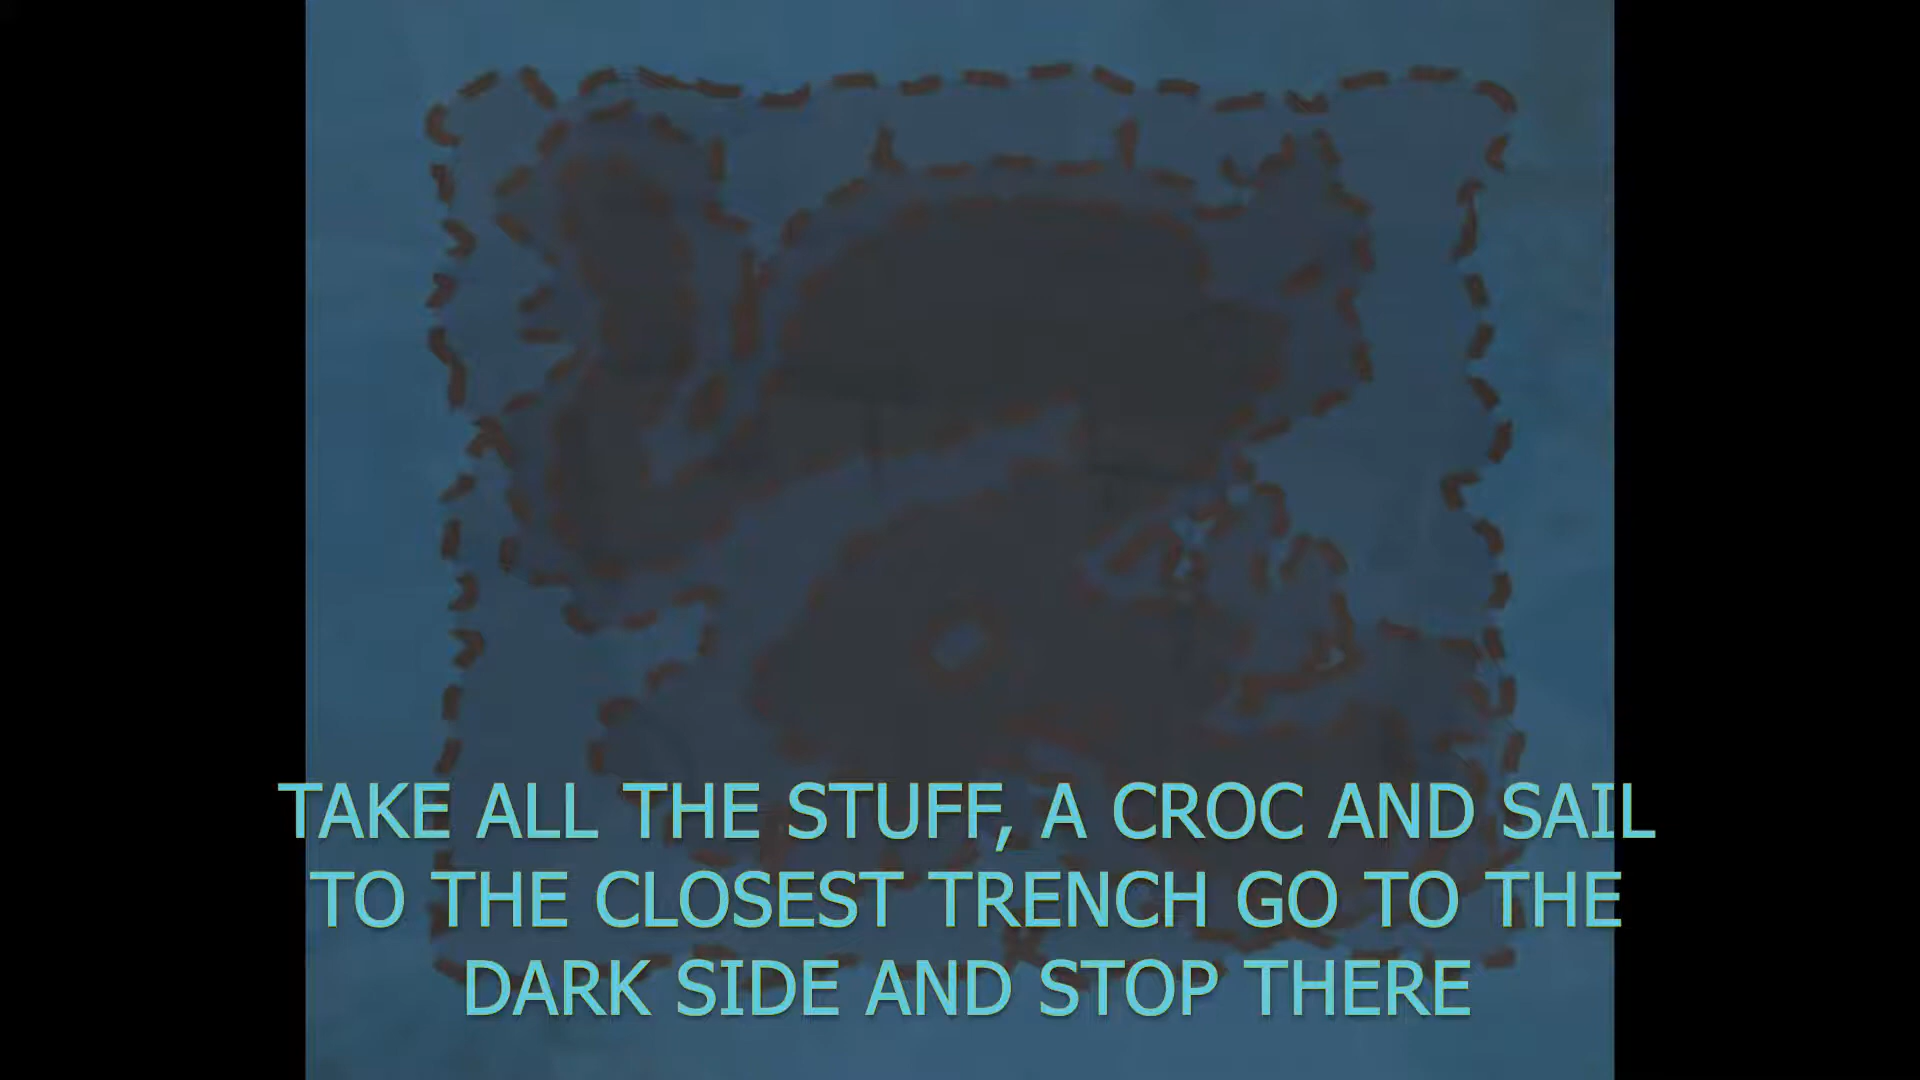 TAKE ALL THE STUFF, A CROC AND SAIL
TO THE CLOSEST TRENCH GO TO THE
DARK SIDE AND STOP THERE